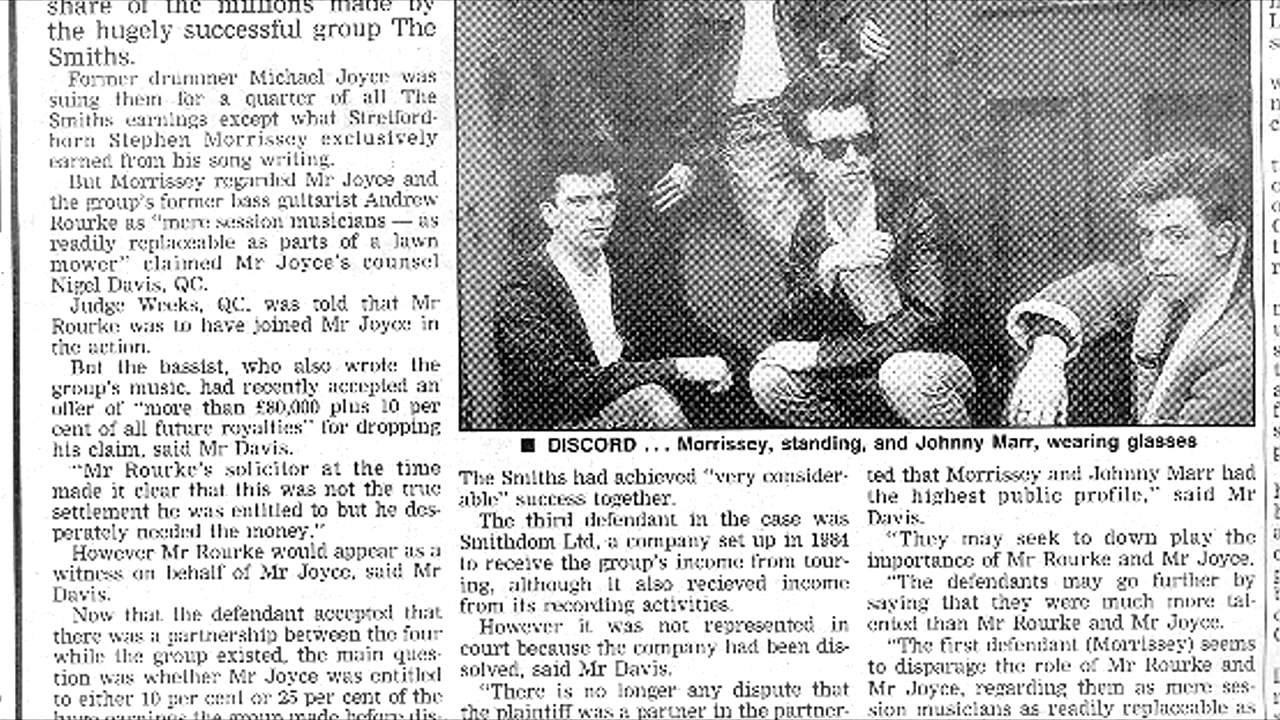 share of the millions made by
the hugely successful group The
Smiths.
Former drummer Michael Joyce was
suing them for a quarter of all The
Smiths earnings except what Stretford-
born Stephen Morrissey exclusively
earned from his song writing.
But Morrissey regarded Mr Joyce and
the group's former bass guitarist Andrew
Rourke as "mere session musicians — as
readily replaceable as parts of a lawn
mower" claimed Mr Joyce's counsel
Nigel Davis, QC.
Judge Weeks, QC, was told that Mr
Rourke was to have joined Mr Joyce in
the action.
But the bassist, who also wrote the
group's music, had recently accepted an
offer of "more than £80,000 plus 10 per
cent of all future royalties" for dropping
his claim, said Mr Davis.
"Mr Rourke's solicitor at the time
made it clear that this was not the true
settlement he was entitled to but he des-
perately needed the money."
However Mr Rourke would appear as a
witness on behalf of Mr Joyce, said Mr
Davis.
Now that the defendant accepted that
there was a partnership between the four
while the group existed, the main ques-
tion was whether Mr Joyce was entitled
to either 10 per cent or 25 per cent of the
huge earnings the group made before dis-
■ DISCORD ... Morrissey, standing, and Johnny Marr, wearing glasses
The Smiths had achieved "very consider-
able" success together.
The third defendant in the case was
Smithdom Ltd, a company set up in 1984
to receive the group's income from tour-
ing, although it also recieved income
from its recording activities.
However it was not represented in
court because the company had been dis-
solved, said Mr Davis.
"There is no longer any dispute that
the plaintiff was a partner in the partner-
ted that Morrissey and Johnny Marr had
the highest public profile," said Mr
Davis.
"They may seek to down play the
importance of Mr Rourke and Mr Joyce.
"The defendants may go further by
saying that they were much more tal-
ented than Mr Rourke and Mr Joyce.
"The first defendant (Morrissey) seems
to disparage the role of Mr Rourke and
Mr Joyce, regarding them as mere ses-
sion musicians as readily replaceable as